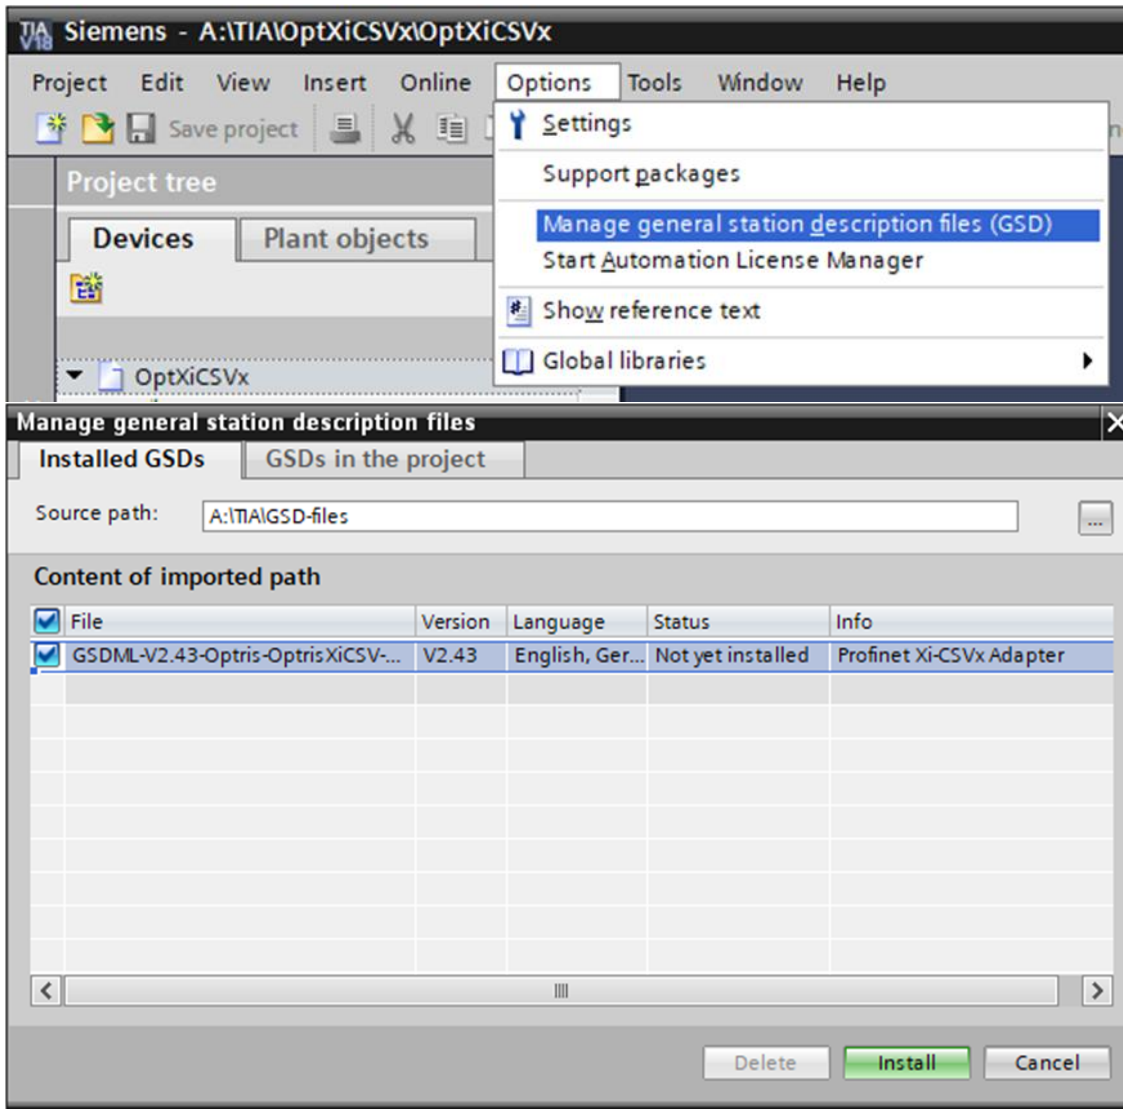 TIA V18 Siemens - A:\TIA\OptXiCSVx\OptXiCSVx
Project Edit View Insert Online Options Tools Window Help
Save project
Settings
Project tree
Support packages
Devices Plant objects
Manage general station description files (GSD)
Start Automation License Manager
Show reference text
Global libraries
OptXiCSVx
Manage general station description files
Installed GSDs GSDs in the project
Source path: A:\TIA\GSD-files ...
Content of imported path
File Version Language Status Info
GSDML-V2.43-Optris-OptrisXiCSV-... V2.43 English, Ger... Not yet installed Profinet Xi-CSVx Adapter
Delete Install Cancel